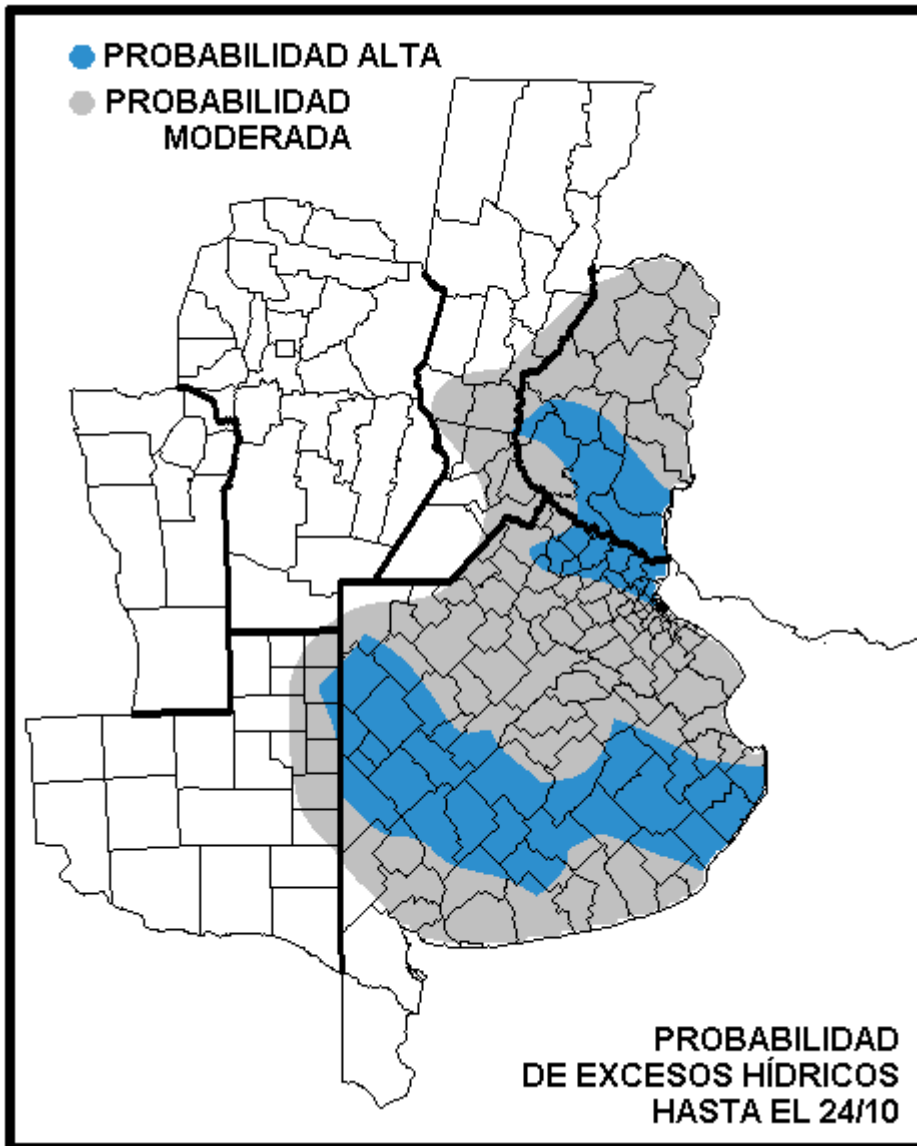 PROBABILIDAD ALTA
PROBABILIDAD
MODERADA
PROBABILIDAD
DE EXCESOS HÍDRICOS
HASTA EL 24/10